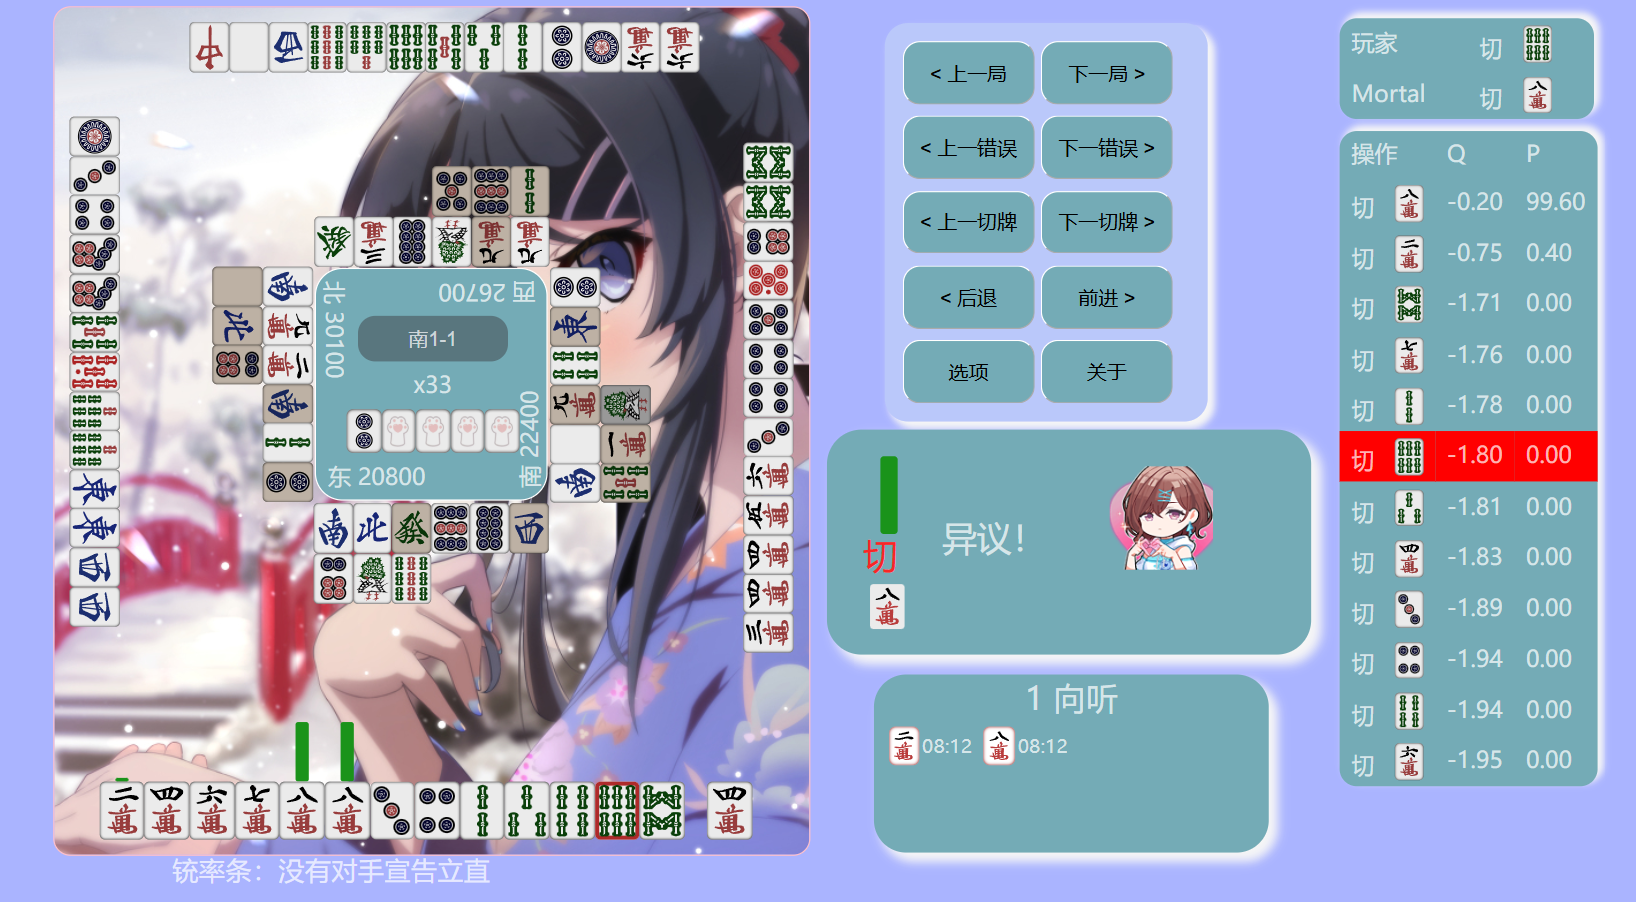 西 26700
北 30100
南1-1
x33
南 22400
东 20800
铳率条：没有对手宣告立直
< 上一局
下一局 >
< 上一错误
下一错误 >
< 上一切牌
下一切牌 >
< 后退
前进 >
选项
关于
切
异议!
1 向听
08:12 08:12
玩家 切
Mortal 切
操作 Q P
切 -0.20 99.60
切 -0.75 0.40
切 -1.71 0.00
切 -1.76 0.00
切 -1.78 0.00
切 -1.80 0.00
切 -1.81 0.00
切 -1.83 0.00
切 -1.89 0.00
切 -1.94 0.00
切 -1.94 0.00
切 -1.95 0.00